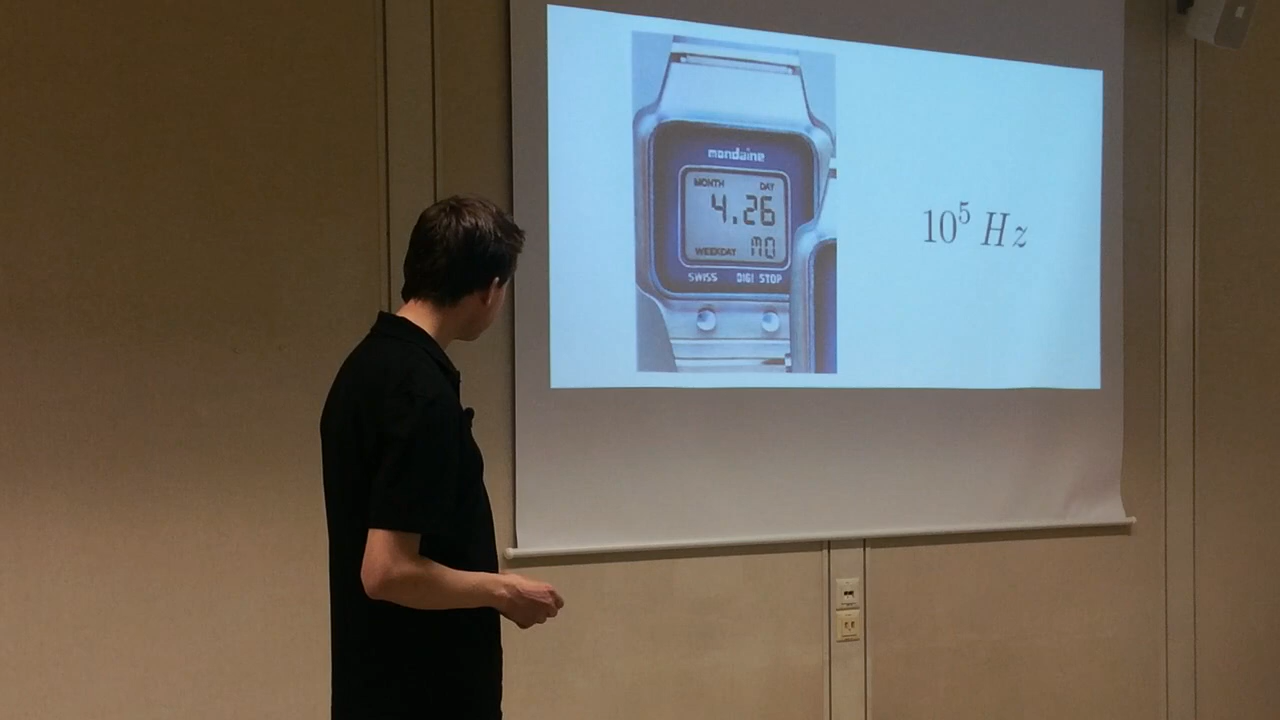 mondaine
MONTH DAY
4.26
WEEKDAY MO
SWISS DIGI STOP
10⁵ Hz